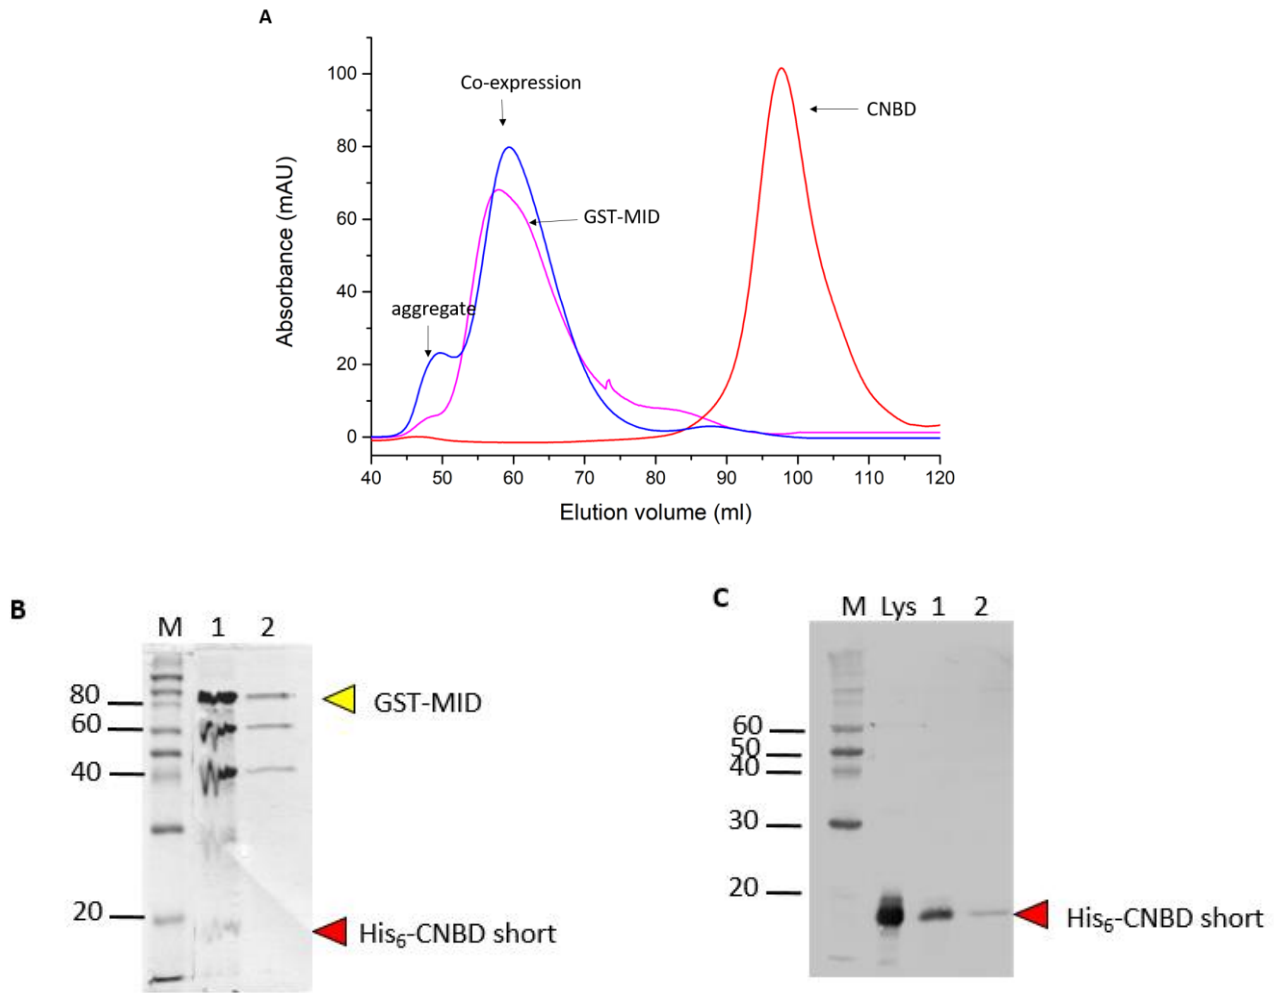 A
Co-expression
CNBD
GST-MID
aggregate
Absorbance (mAU)
100
80
60
40
20
0
40 50 60 70 80 90 100 110 120
Elution volume (ml)
B
M 1 2
80
60
40
20
GST-MID
His₆-CNBD short
C
M Lys 1 2
60
50
40
30
20
His₆-CNBD short